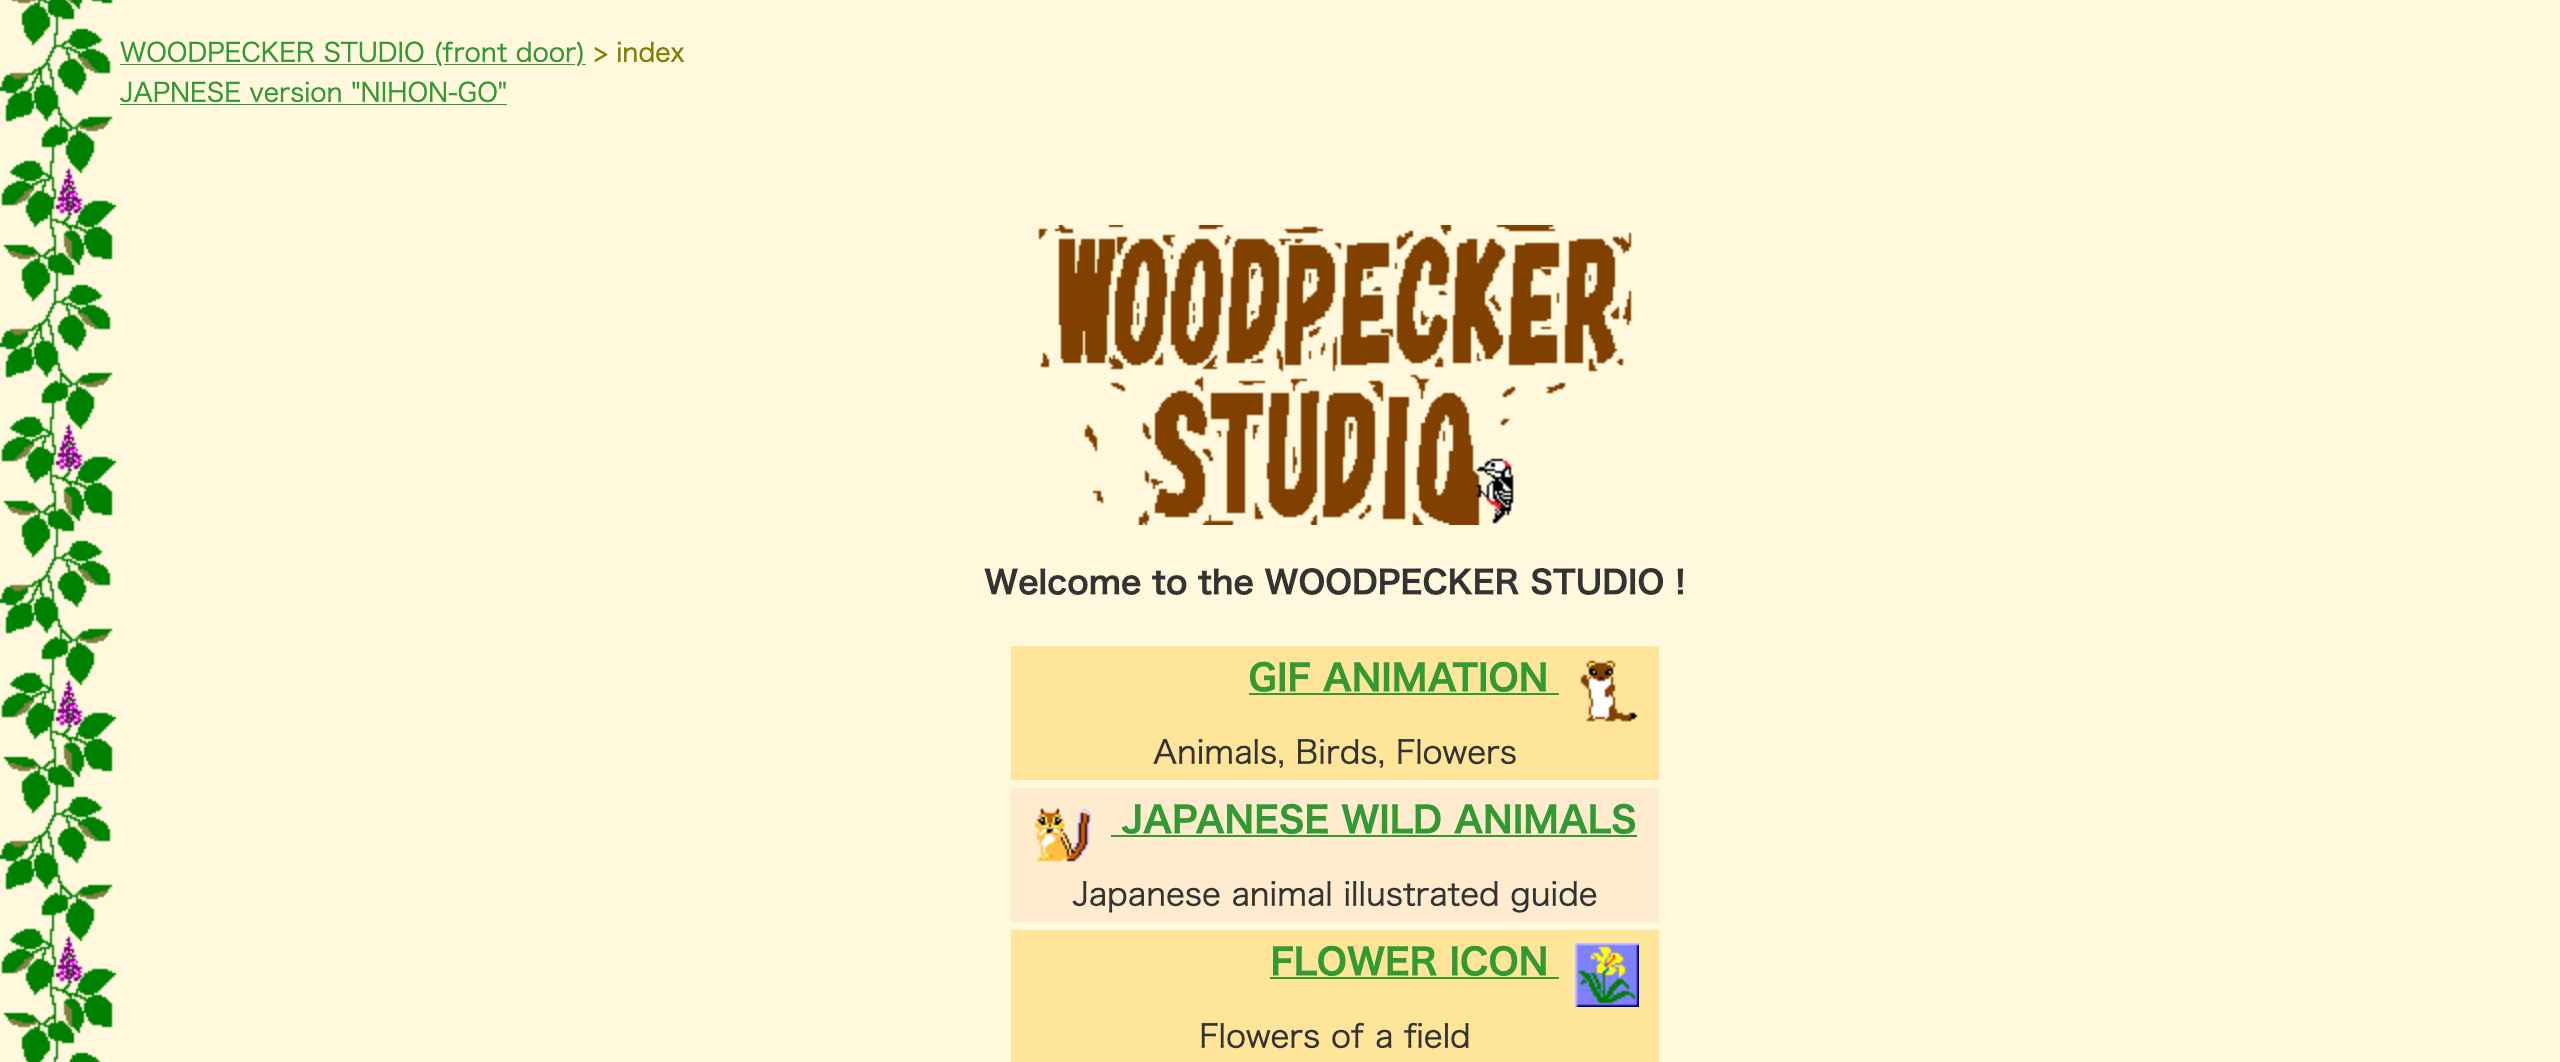 WOODPECKER STUDIO (front door) > index
JAPNESE version "NIHON-GO"
WOODPECKER
STUDIO
Welcome to the WOODPECKER STUDIO !
GIF ANIMATION
Animals, Birds, Flowers
JAPANESE WILD ANIMALS
Japanese animal illustrated guide
FLOWER ICON
Flowers of a field